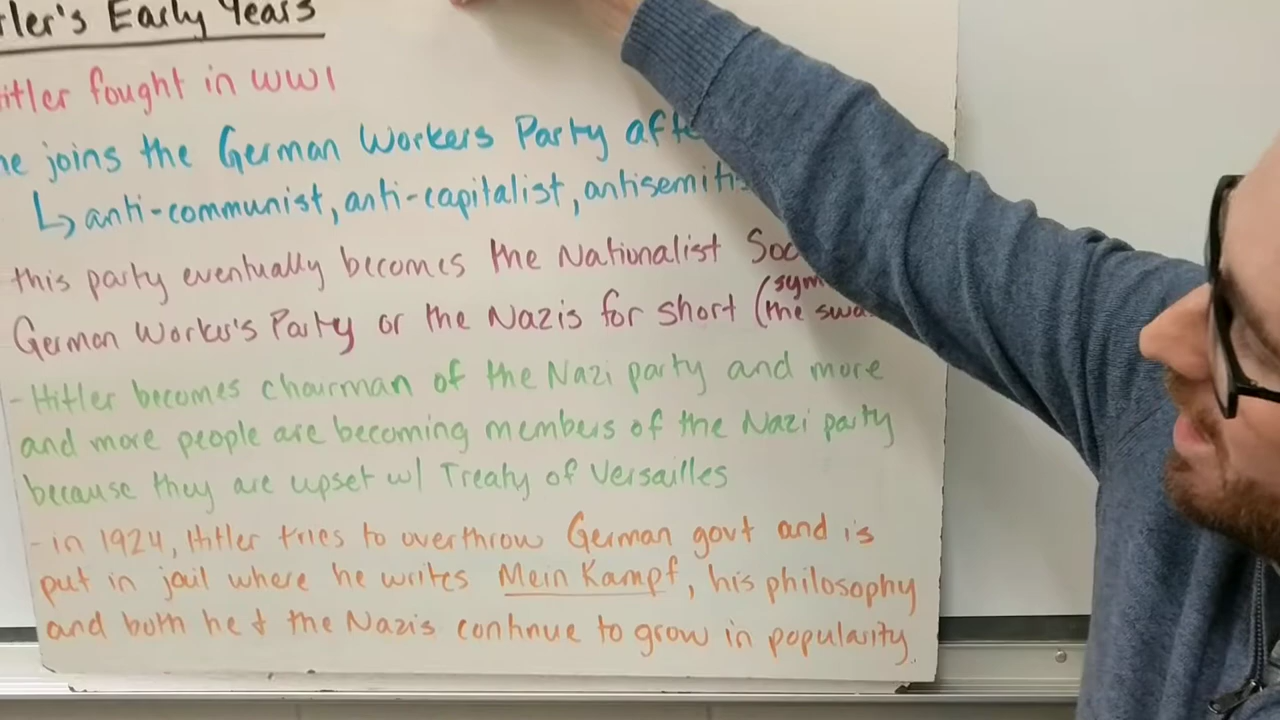 tler's Early Years
itler fought in WW1
he joins the German Workers Party afte
↳ anti-communist, anti-capitalist, antisemiti
this party eventually becomes the Nationalist Soc
(sym
German Worker's Party or the Nazis for short (the swa
- Hitler becomes chairman of the Nazi party and more
and more people are becoming members of the Nazi party
because they are upset w/ Treaty of Versailles
- in 1924, Hitler tries to overthrow German govt and is
put in jail where he writes Mein Kampf, his philosophy
and both he & the Nazis continue to grow in popularity.